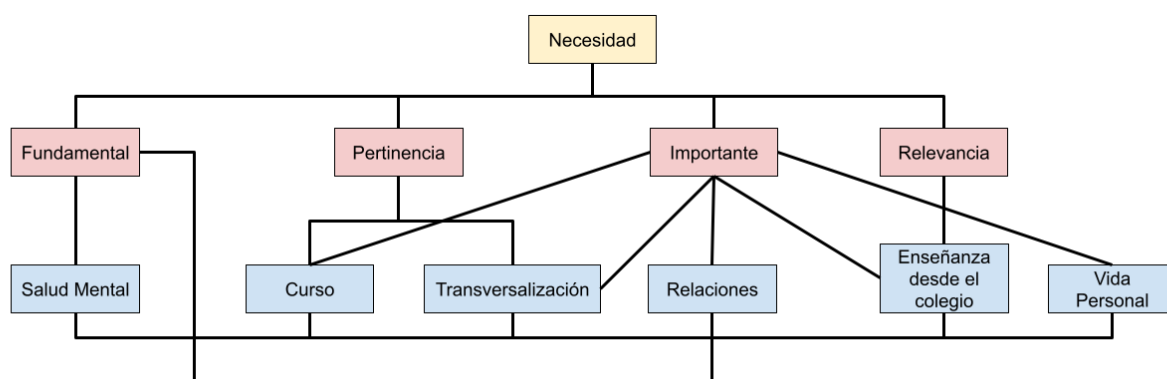 Necesidad
Fundamental
Pertinencia
Importante
Relevancia
Salud Mental
Curso
Transversalización
Relaciones
Enseñanza
desde el
colegio
Vida
Personal